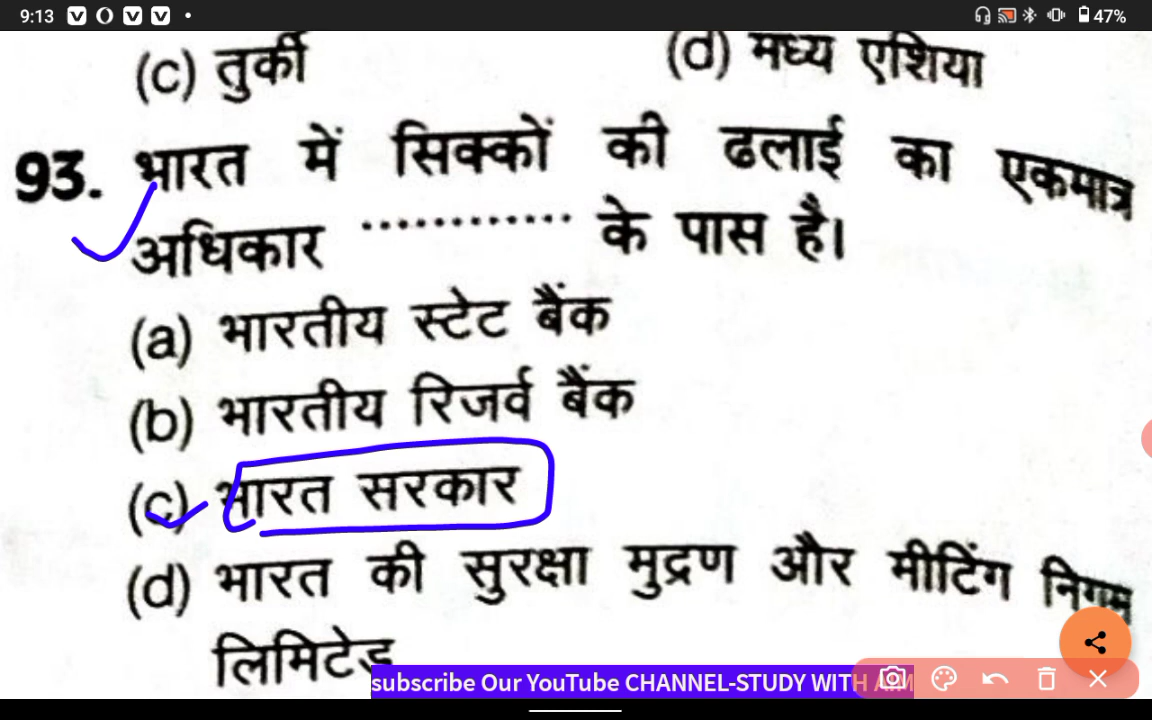 9:13
47%
(c) तुर्की (d) मध्य एशिया
93. भारत में सिक्कों की ढलाई का एकमात्र
अधिकार ............ के पास है।
(a) भारतीय स्टेट बैंक
(b) भारतीय रिजर्व बैंक
(c) भारत सरकार
(d) भारत की सुरक्षा मुद्रण और मीटिंग निगम
लिमिटेड
subscribe Our YouTube CHANNEL-STUDY WITH AIM